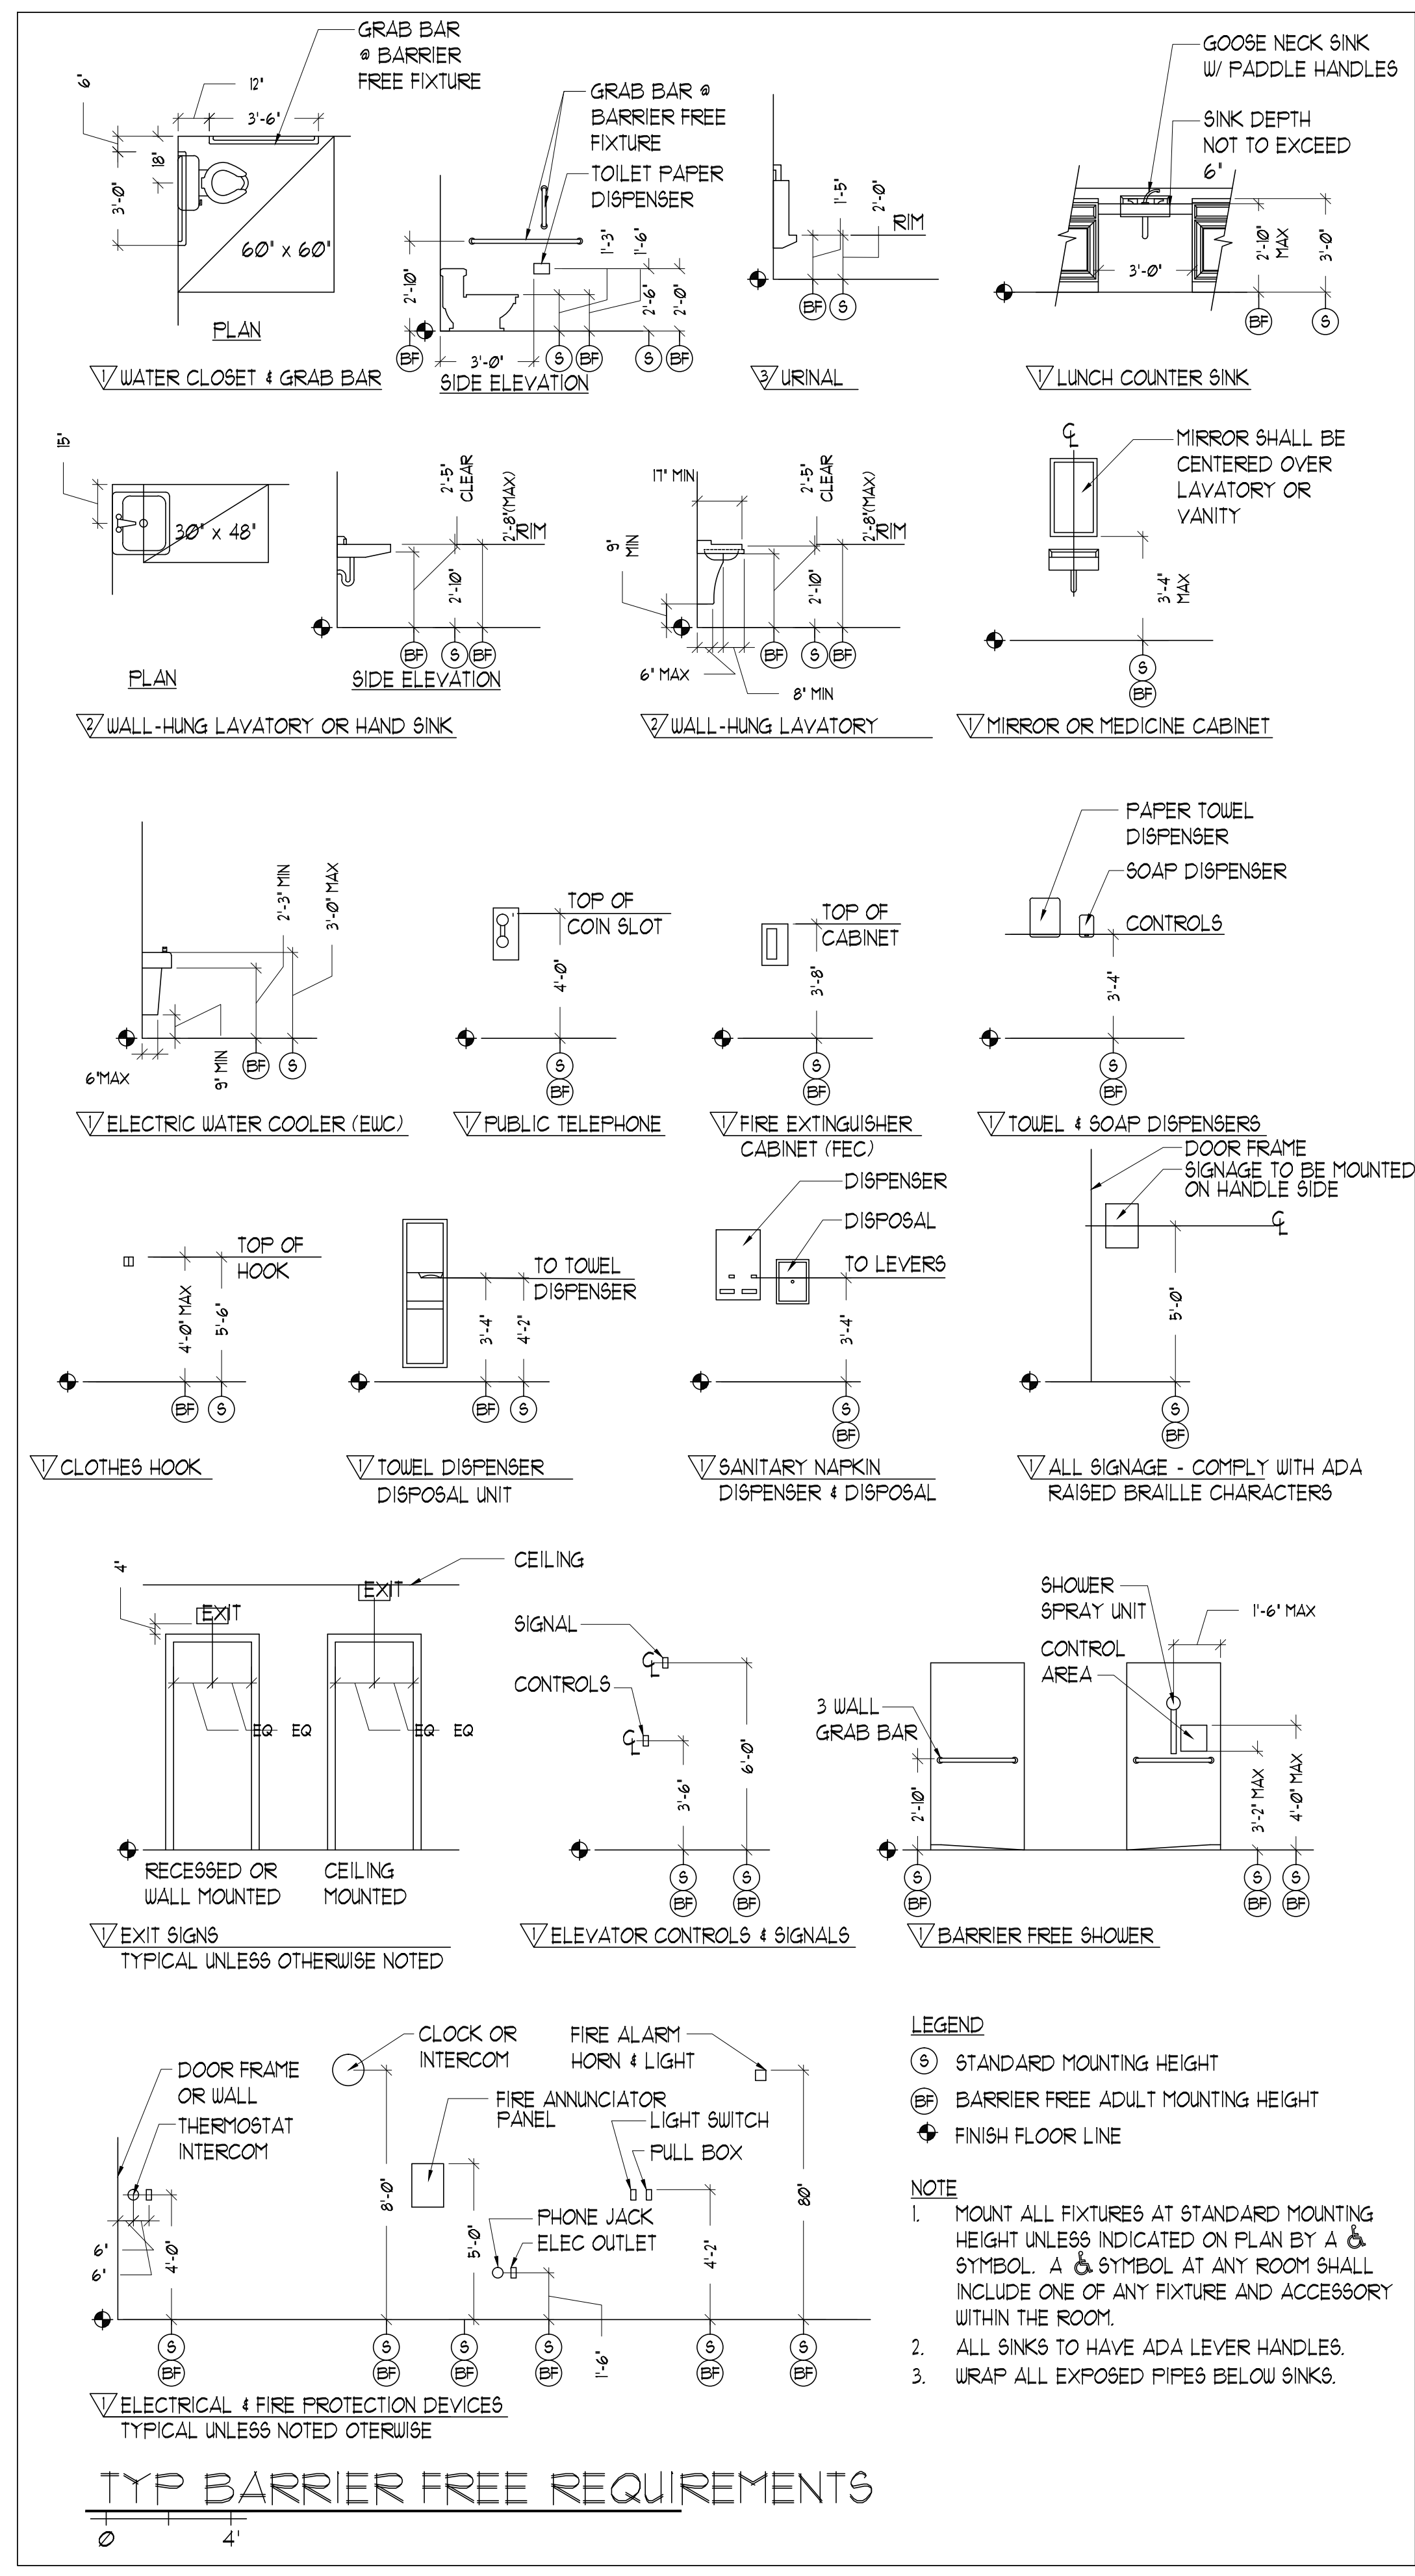 GRAB BAR
@ BARRIER
FREE FIXTURE
6"
12"
3'-6"
18"
3'-0"
60" x 60"
PLAN
1 WATER CLOSET & GRAB BAR
GRAB BAR @
BARRIER FREE
FIXTURE
TOILET PAPER
DISPENSER
1'-3"
1'-6"
2'-10"
2'-6"
2'-0"
BF
3'-0"
S
BF
S
BF
SIDE ELEVATION
1'-5"
2'-0"
RIM
BF
S
3 URINAL
GOOSE NECK SINK
W/ PADDLE HANDLES
SINK DEPTH
NOT TO EXCEED
6"
3'-0"
2'-10"
MAX
3'-0"
BF
S
1 LUNCH COUNTER SINK
15"
30" x 48"
PLAN
2'-5"
CLEAR
2'-8"(MAX)
RIM
2'-10"
BF
S
BF
SIDE ELEVATION
2 WALL-HUNG LAVATORY OR HAND SINK
17" MIN
9"
MIN
2'-5"
CLEAR
2'-8"(MAX)
RIM
2'-10"
BF
S
BF
6" MAX
8" MIN
2 WALL-HUNG LAVATORY
CL
MIRROR SHALL BE
CENTERED OVER
LAVATORY OR
VANITY
3'-4"
MAX
S
BF
1 MIRROR OR MEDICINE CABINET
2'-3" MIN
3'-0" MAX
6"MAX
9" MIN
BF
S
1 ELECTRIC WATER COOLER (EWC)
TOP OF
COIN SLOT
4'-0"
S
BF
1 PUBLIC TELEPHONE
TOP OF
CABINET
3'-8"
S
BF
1 FIRE EXTINGUISHER
CABINET (FEC)
PAPER TOWEL
DISPENSER
SOAP DISPENSER
CONTROLS
3'-4"
S
BF
1 TOWEL & SOAP DISPENSERS
TOP OF
HOOK
4'-0" MAX
5'-6"
BF
S
1 CLOTHES HOOK
TO TOWEL
DISPENSER
3'-4"
4'-2"
BF
S
1 TOWEL DISPENSER
DISPOSAL UNIT
DISPENSER
DISPOSAL
TO LEVERS
3'-4"
S
BF
1 SANITARY NAPKIN
DISPENSER & DISPOSAL
DOOR FRAME
SIGNAGE TO BE MOUNTED
ON HANDLE SIDE
CL
5'-0"
S
BF
1 ALL SIGNAGE - COMPLY WITH ADA
RAISED BRAILLE CHARACTERS
4"
CEILING
EXIT
EXIT
EQ EQ
EQ EQ
RECESSED OR
WALL MOUNTED
CEILING
MOUNTED
1 EXIT SIGNS
TYPICAL UNLESS OTHERWISE NOTED
SIGNAL
CL
CONTROLS
CL
3'-6"
6'-0"
S
BF
S
BF
1 ELEVATOR CONTROLS & SIGNALS
SHOWER
SPRAY UNIT
1'-6" MAX
CONTROL
AREA
3 WALL
GRAB BAR
2'-10"
3'-2" MAX
4'-0" MAX
S
BF
S
BF
S
BF
1 BARRIER FREE SHOWER
DOOR FRAME
OR WALL
THERMOSTAT
INTERCOM
6"
6"
4'-0"
CLOCK OR
INTERCOM
8'-0"
FIRE ANNUNCIATOR
PANEL
5'-0"
PHONE JACK
ELEC OUTLET
1'-6"
FIRE ALARM
HORN & LIGHT
LIGHT SWITCH
PULL BOX
4'-2"
80"
S
BF
S
BF
S
BF
S
BF
S
BF
S
BF
1 ELECTRICAL & FIRE PROTECTION DEVICES
TYPICAL UNLESS NOTED OTERWISE
LEGEND
S STANDARD MOUNTING HEIGHT
BF BARRIER FREE ADULT MOUNTING HEIGHT
FINISH FLOOR LINE
NOTE
1. MOUNT ALL FIXTURES AT STANDARD MOUNTING
HEIGHT UNLESS INDICATED ON PLAN BY A
SYMBOL. A SYMBOL AT ANY ROOM SHALL
INCLUDE ONE OF ANY FIXTURE AND ACCESSORY
WITHIN THE ROOM.
2. ALL SINKS TO HAVE ADA LEVER HANDLES.
3. WRAP ALL EXPOSED PIPES BELOW SINKS.
TYP BARRIER FREE REQUIREMENTS
0 4'